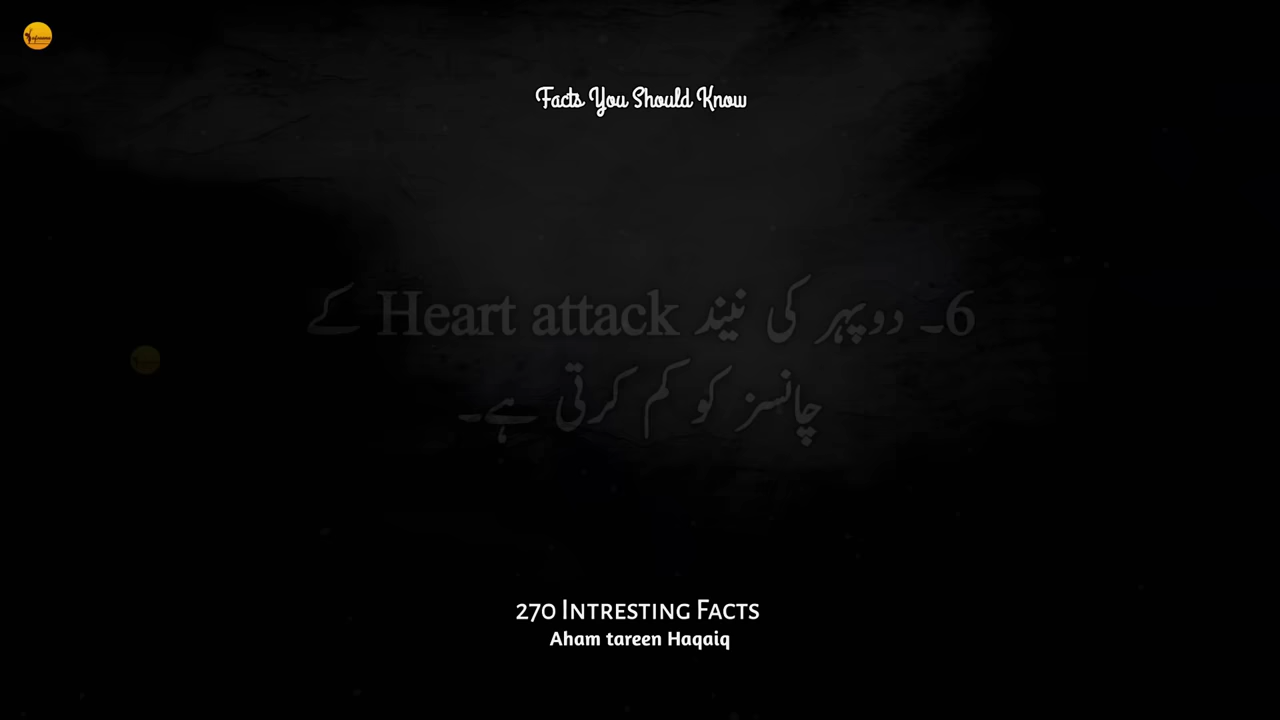 Facts You Should Know
6۔ دوپہر کی نیند Heart attack کے
چانسز کو کم کرتی ہے۔
270 Intresting Facts
Aham tareen Haqaiq